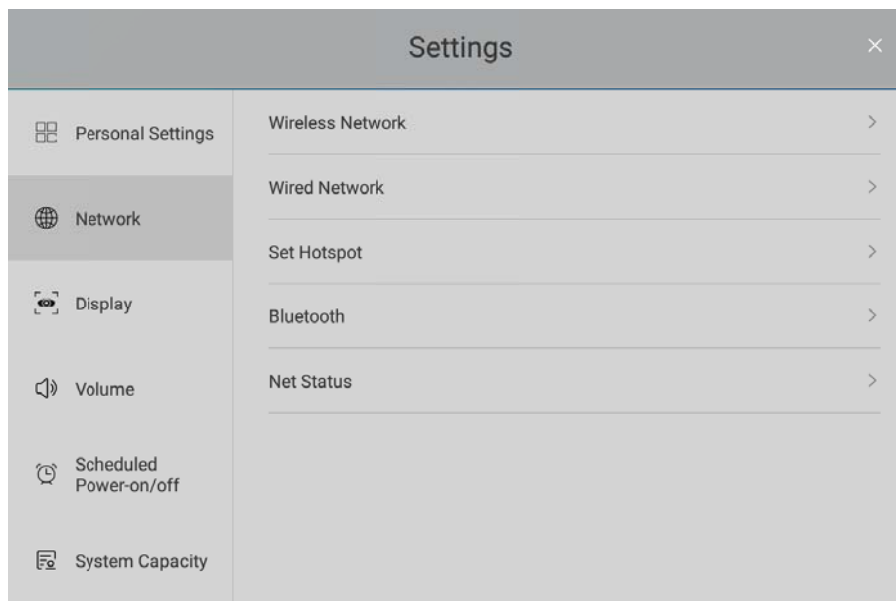 Settings
Personal Settings
Network
Display
Volume
Scheduled
Power-on/off
System Capacity
Wireless Network
Wired Network
Set Hotspot
Bluetooth
Net Status